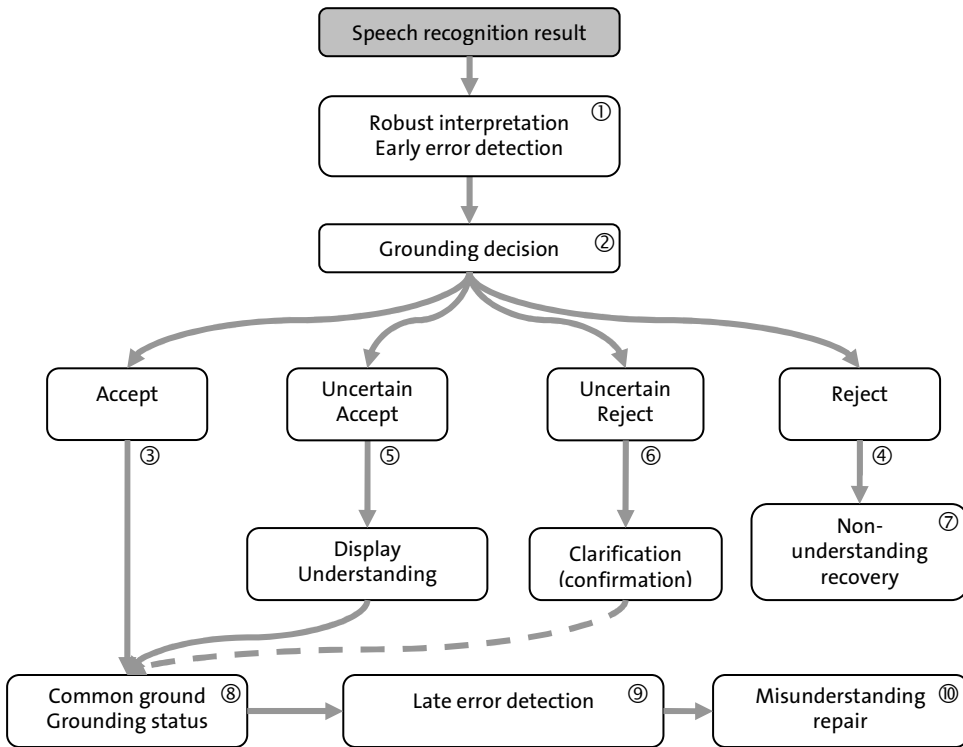 Speech recognition result
①
Robust interpretation
Early error detection
②
Grounding decision
Accept
Uncertain
Accept
Uncertain
Reject
Reject
③
⑤
⑥
④
Display
Understanding
Clarification
(confirmation)
⑦
Non-
understanding
recovery
Common ground
Grounding status
⑧
Late error detection
⑨
Misunderstanding
repair
⑩